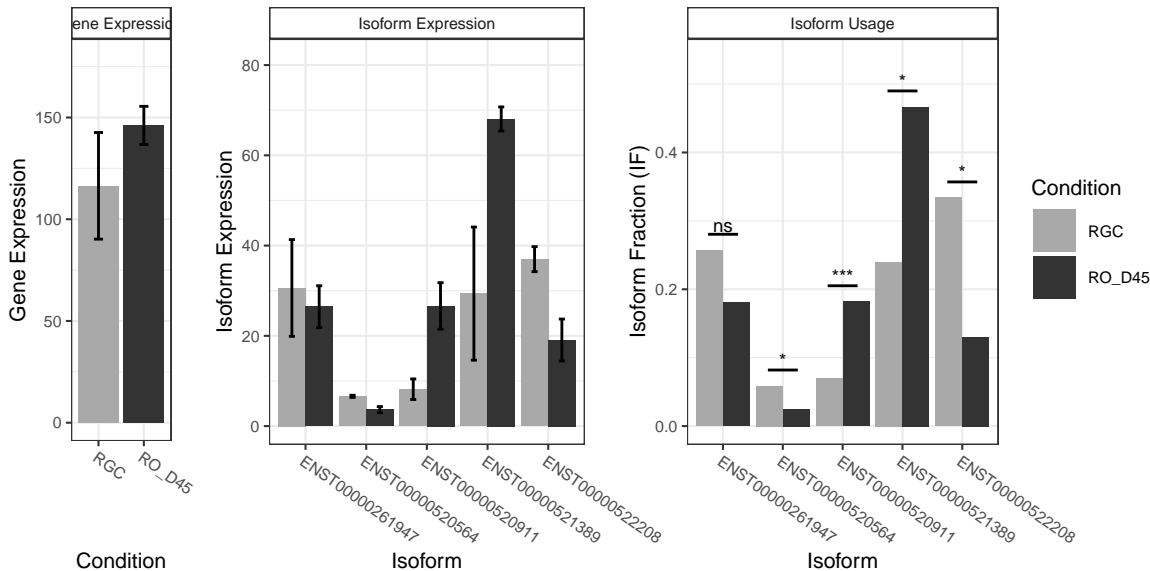 ene Expressio
Gene Expression
150
100
50
0
RGC
RO_D45
Condition
Isoform Expression
Isoform Expression
80
60
40
20
0
ENST00000261947
ENST00000520564
ENST00000520911
ENST00000521389
ENST00000522208
Isoform
Isoform Usage
Isoform Fraction (IF)
0.4
0.2
0.0
ns
*
***
*
*
ENST00000261947
ENST00000520564
ENST00000520911
ENST00000521389
ENST00000522208
Isoform
Condition
RGC
RO_D45